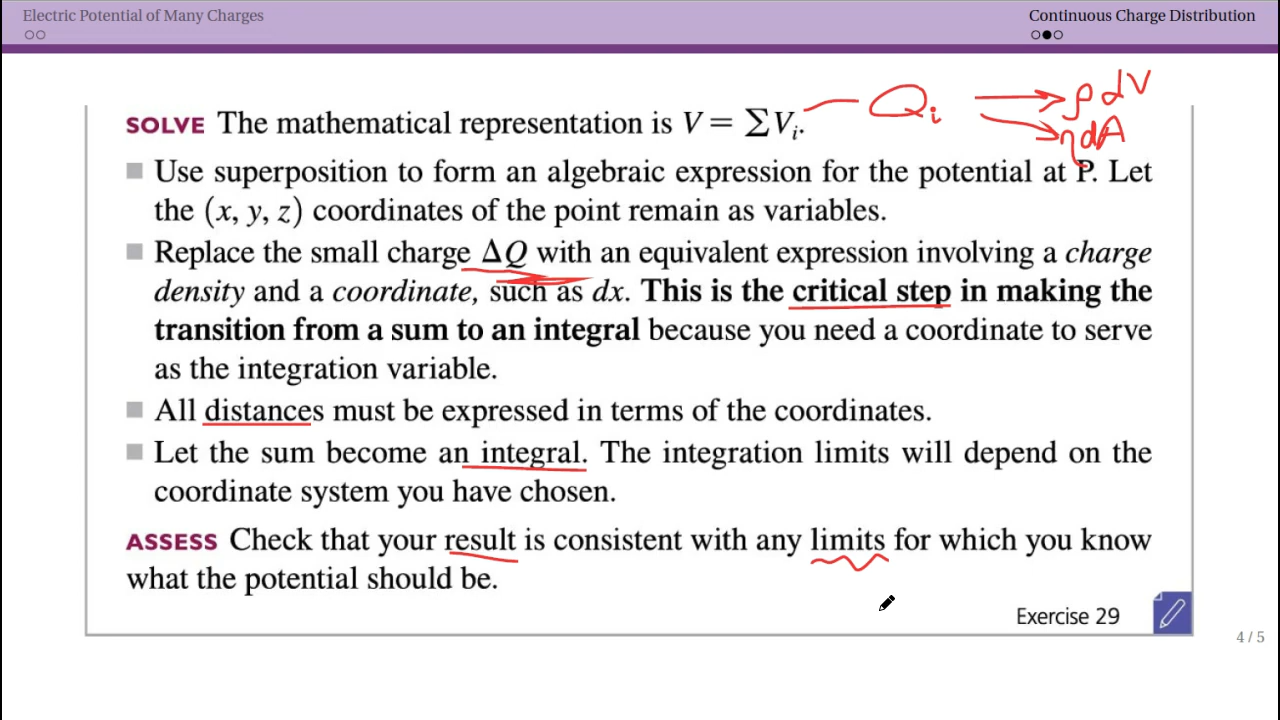 Electric Potential of Many Charges
Continuous Charge Distribution
SOLVE The mathematical representation is V = ΣVᵢ.
Qᵢ
ρdV
ηdA
■ Use superposition to form an algebraic expression for the potential at P. Let
the (x, y, z) coordinates of the point remain as variables.
■ Replace the small charge ΔQ with an equivalent expression involving a charge
density and a coordinate, such as dx. This is the critical step in making the
transition from a sum to an integral because you need a coordinate to serve
as the integration variable.
■ All distances must be expressed in terms of the coordinates.
■ Let the sum become an integral. The integration limits will depend on the
coordinate system you have chosen.
ASSESS Check that your result is consistent with any limits for which you know
what the potential should be.
Exercise 29
4 / 5